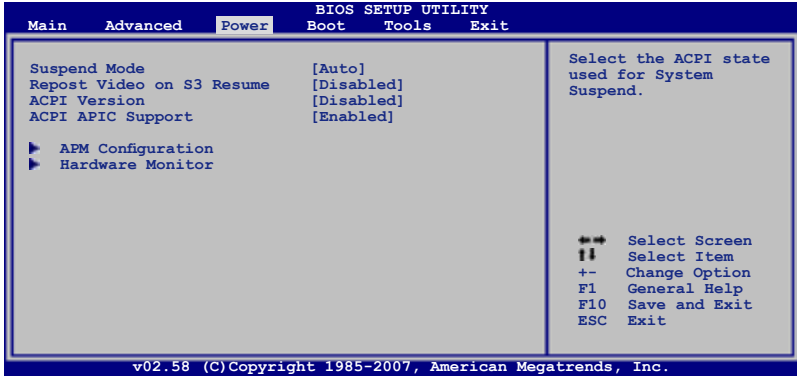 BIOS SETUP UTILITY
Main Advanced Power Boot Tools Exit
Suspend Mode [Auto]
Repost Video on S3 Resume [Disabled]
ACPI Version [Disabled]
ACPI APIC Support [Enabled]
APM Configuration
Hardware Monitor
Select the ACPI state
used for System
Suspend.
Select Screen
Select Item
+- Change Option
F1 General Help
F10 Save and Exit
ESC Exit
v02.58 (C)Copyright 1985-2007, American Megatrends, Inc.